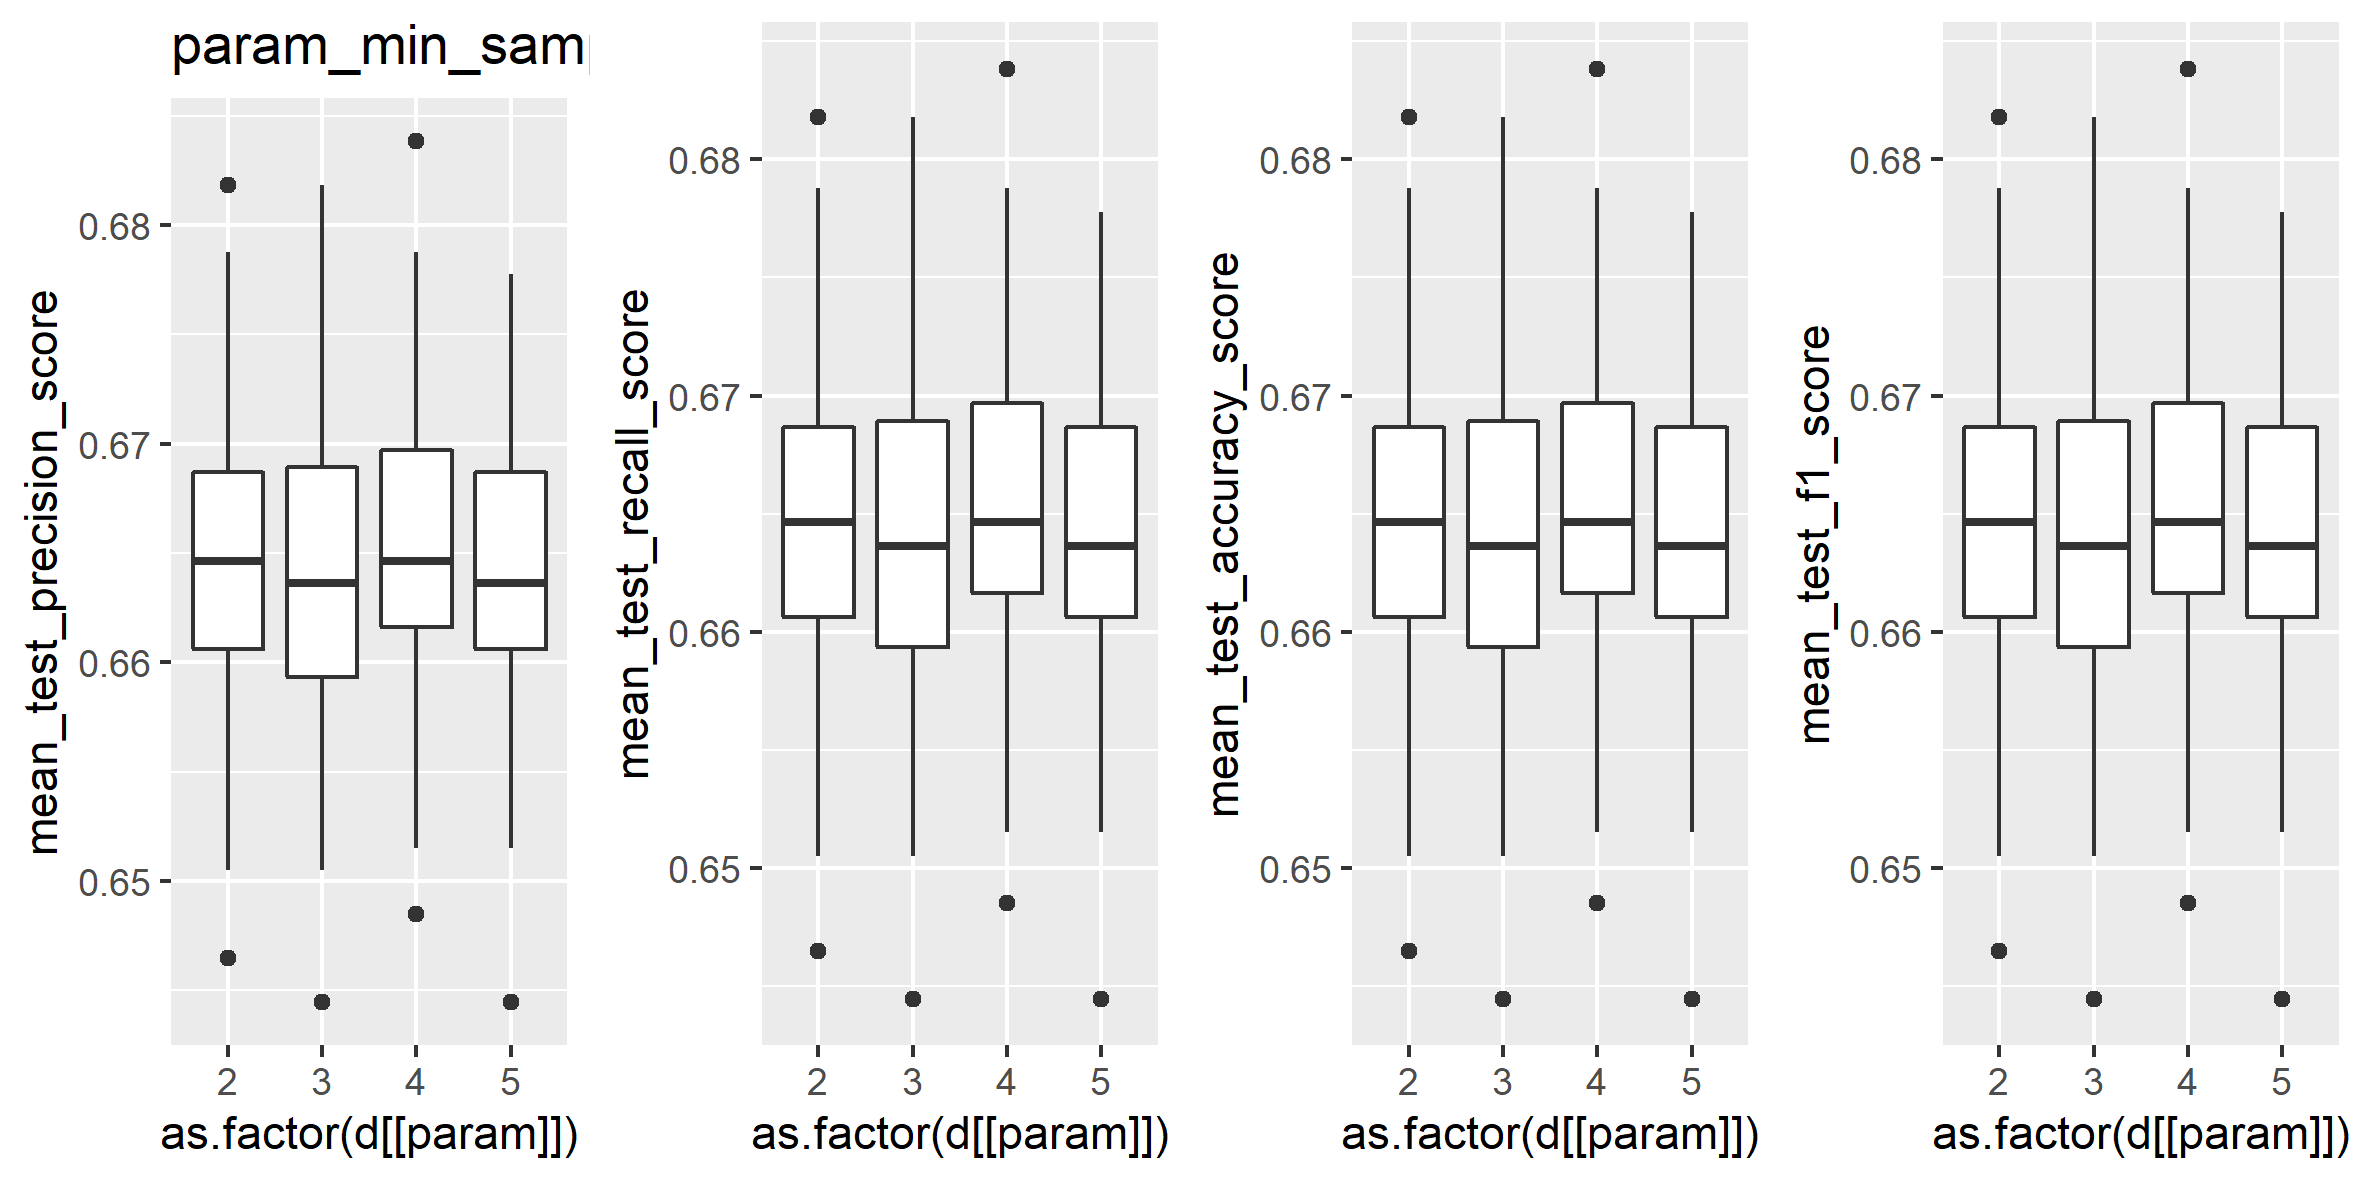 param_min_sam
mean_test_precision_score
0.68
0.67
0.66
0.65
2 3 4 5
as.factor(d[[param]])
mean_test_recall_score
0.68
0.67
0.66
0.65
2 3 4 5
as.factor(d[[param]])
mean_test_accuracy_score
0.68
0.67
0.66
0.65
2 3 4 5
as.factor(d[[param]])
mean_test_f1_score
0.68
0.67
0.66
0.65
2 3 4 5
as.factor(d[[param]])